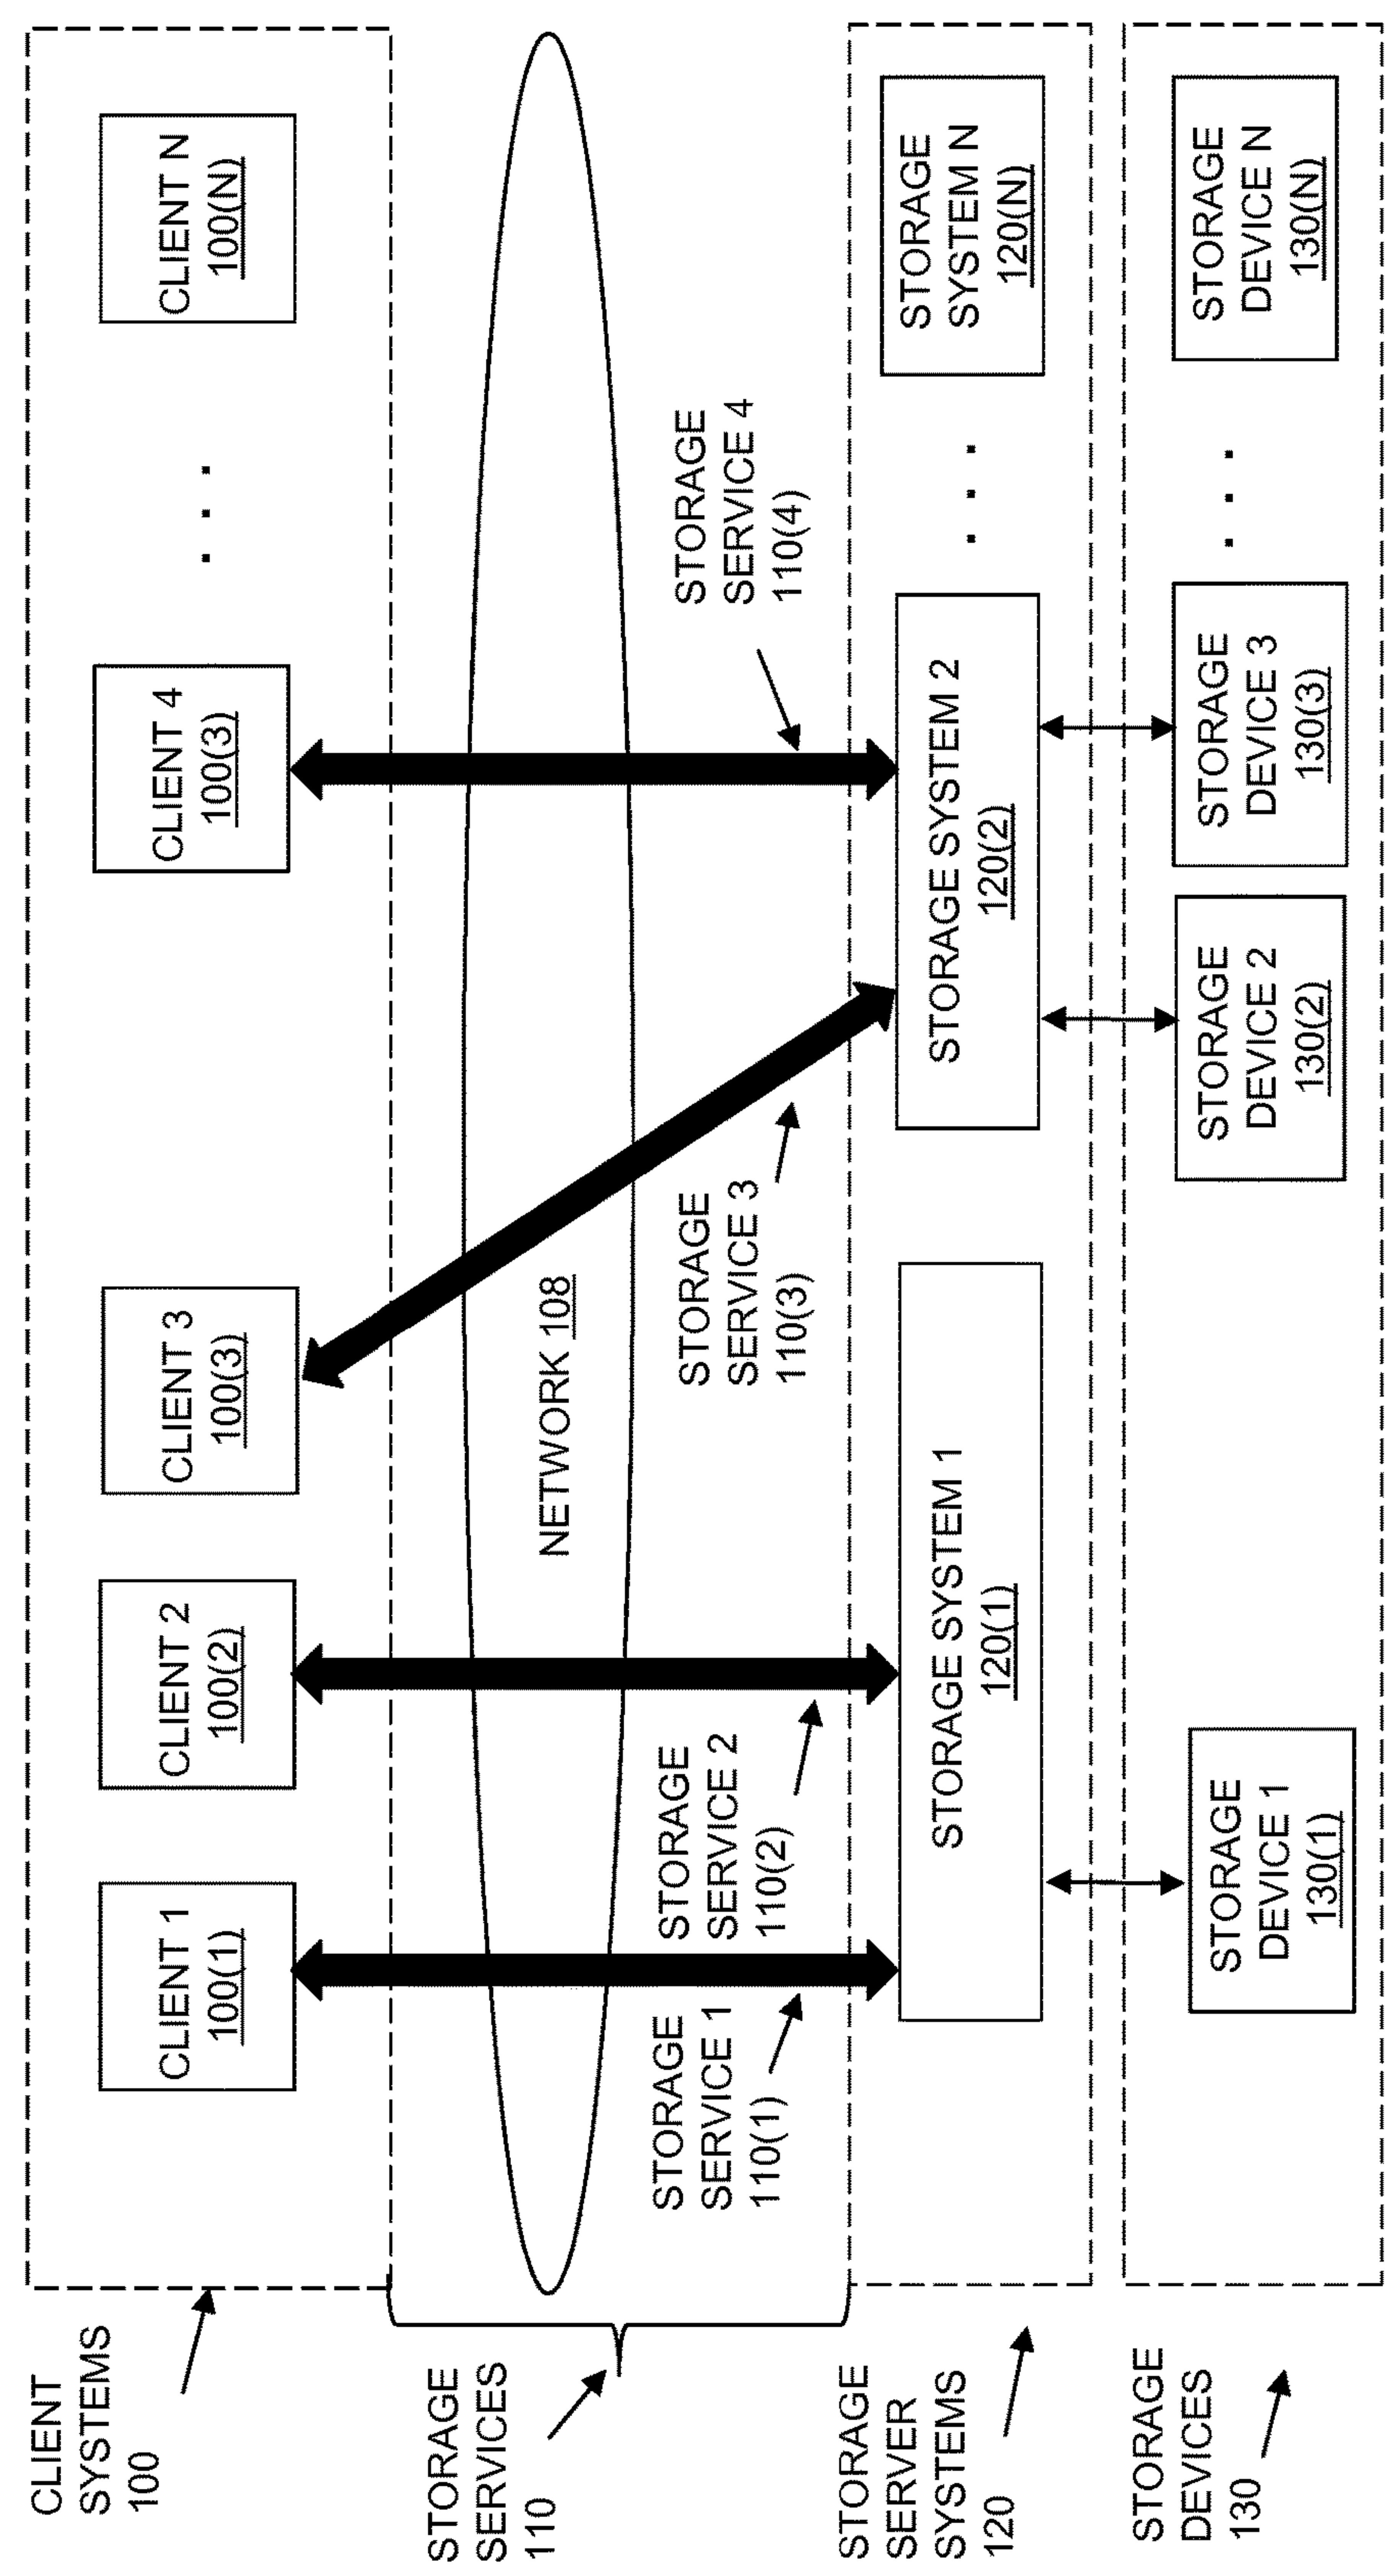 CLIENT
SYSTEMS
100
CLIENT 1
100(1)
CLIENT 2
100(2)
CLIENT 3
100(3)
CLIENT 4
100(3)
CLIENT N
100(N)
. . .
STORAGE
SERVICES
110
NETWORK 108
STORAGE
SERVICE 1
110(1)
STORAGE
SERVICE 2
110(2)
STORAGE
SERVICE 3
110(3)
STORAGE
SERVICE 4
110(4)
STORAGE
SERVER
SYSTEMS
120
STORAGE SYSTEM 1
120(1)
STORAGE SYSTEM 2
120(2)
. . .
STORAGE
SYSTEM N
120(N)
STORAGE
DEVICES
130
STORAGE
DEVICE 1
130(1)
STORAGE
DEVICE 2
130(2)
STORAGE
DEVICE 3
130(3)
. . .
STORAGE
DEVICE N
130(N)